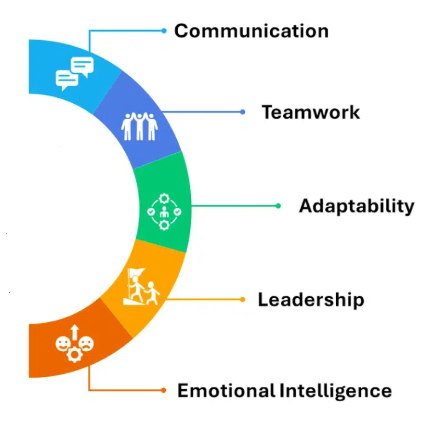 Communication
Teamwork
Adaptability
Leadership
Emotional Intelligence